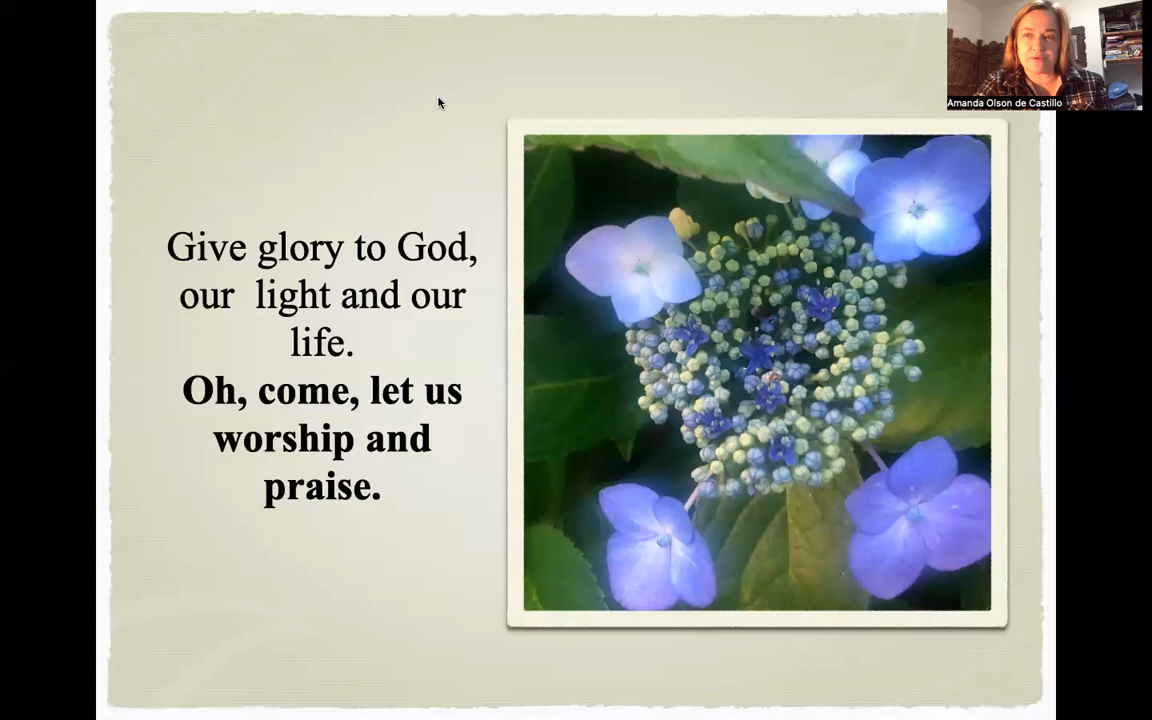 Amanda Olson de Castillo
Give glory to God,
our  light and our
life.
Oh, come, let us
worship and
praise.